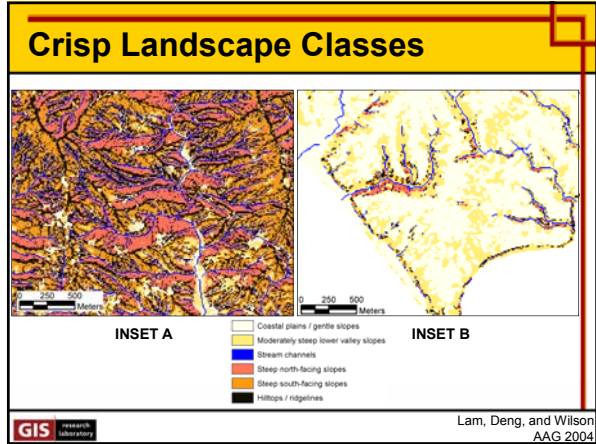 Crisp Landscape Classes
0 250 500
Meters
0 250 500
Meters
INSET A
INSET B
Coastal plains / gentle slopes
Moderately steep lower valley slopes
Stream channels
Steep north-facing slopes
Steep south-facing slopes
Hilltops / ridgelines
GIS research
laboratory
Lam, Deng, and Wilson
AAG 2004